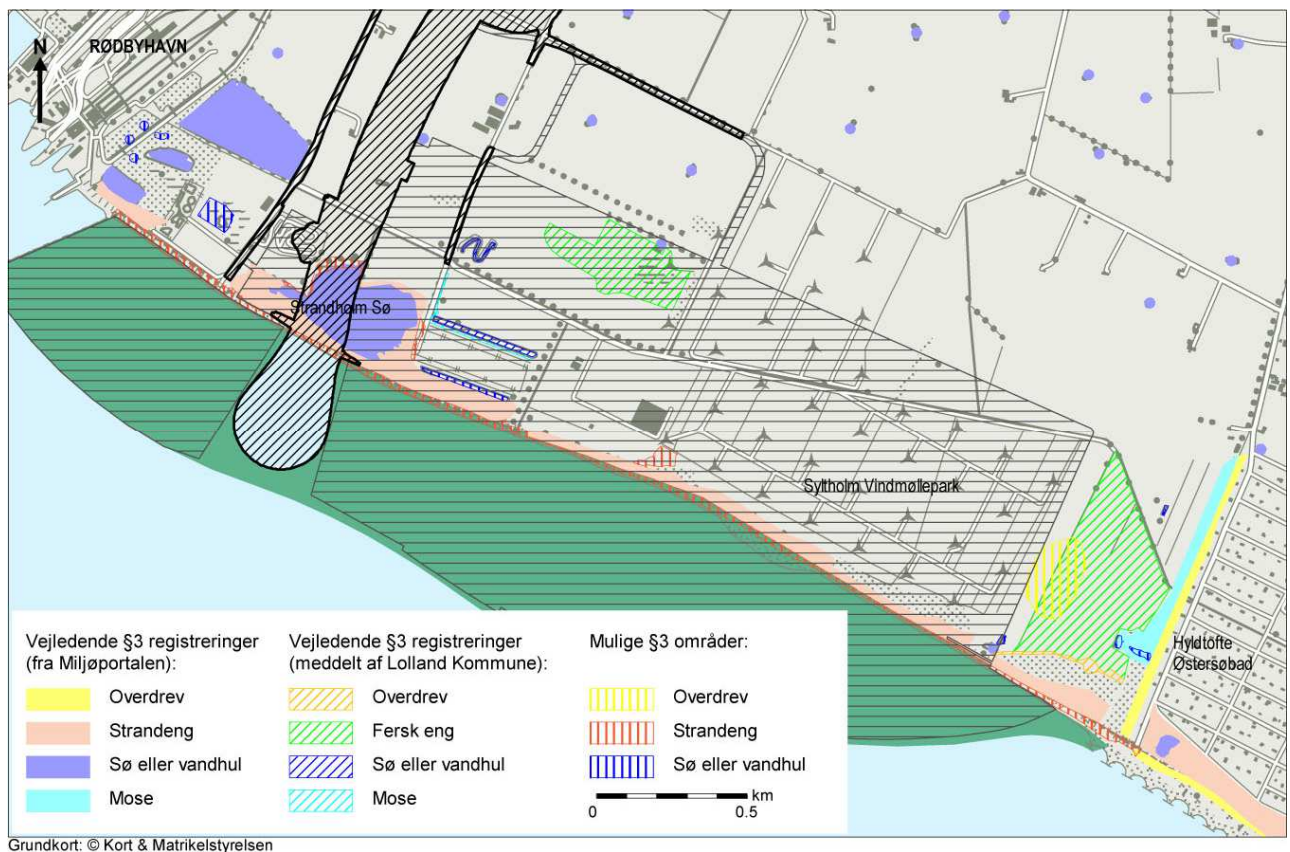 N
RØDBYHAVN
Strandholm Sø
Syltholm Vindmøllepark
Hyldtofte
Østersøbad
Vejledende §3 registreringer
(fra Miljøportalen):
Overdrev
Strandeng
Sø eller vandhul
Mose
Vejledende §3 registreringer
(meddelt af Lolland Kommune):
Overdrev
Fersk eng
Sø eller vandhul
Mose
Mulige §3 områder:
Overdrev
Strandeng
Sø eller vandhul
km
0 0.5
Grundkort: © Kort & Matrikelstyrelsen